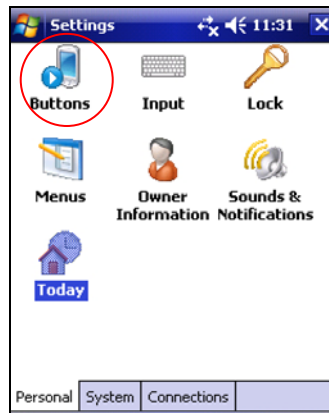 Settings 11:31
Buttons Input Lock
Menus Owner Information Sounds & Notifications
Today
Personal System Connections